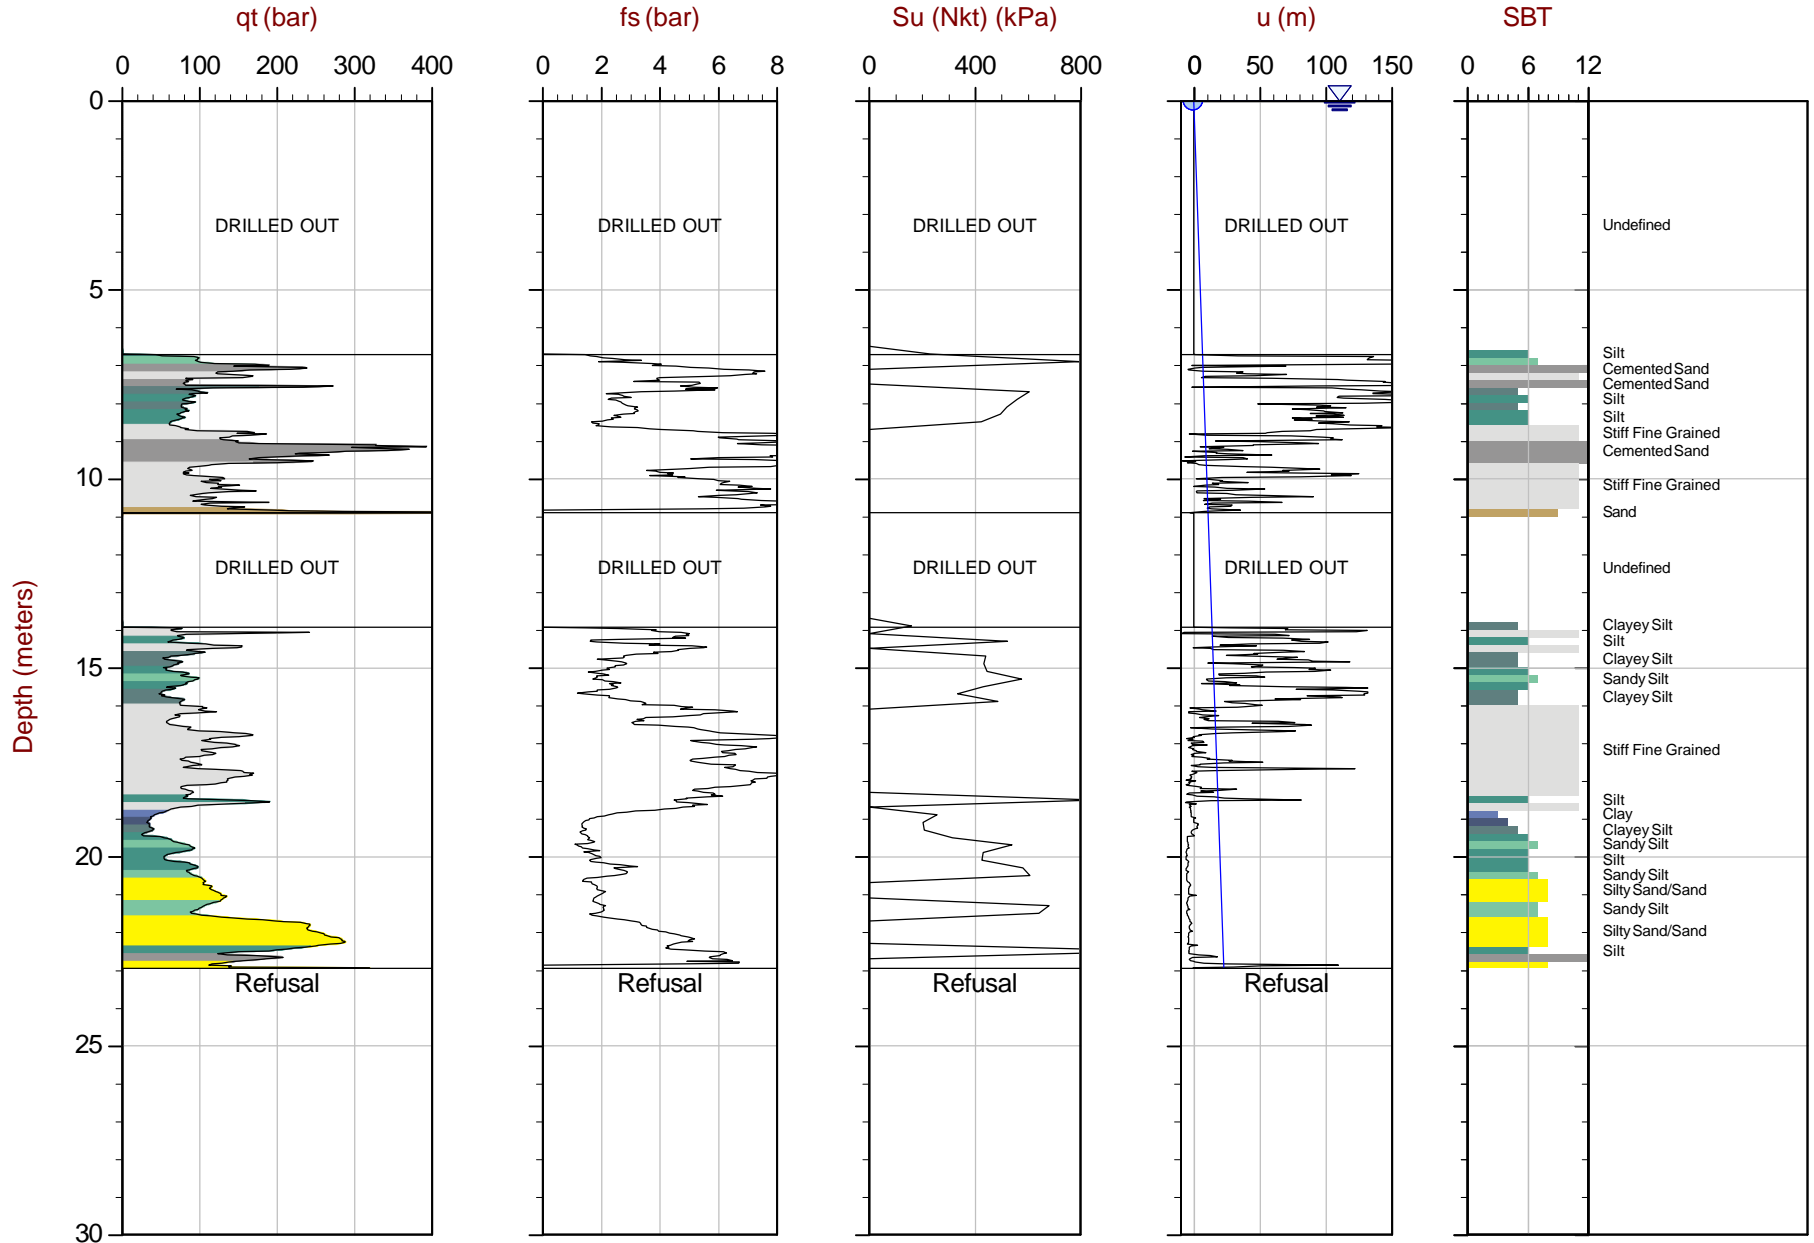 qt (bar) fs (bar) Su (Nkt) (kPa) u (m) SBT
0 100 200 300 400 0 2 4 6 8 0 400 800 0 50 100 150 0 6 12
0
DRILLED OUT DRILLED OUT DRILLED OUT DRILLED OUT Undefined
5
Silt
Cemented Sand
Cemented Sand
Silt
Silt
Stiff Fine Grained
Cemented Sand
10
Stiff Fine Grained
Sand
DRILLED OUT DRILLED OUT DRILLED OUT DRILLED OUT Undefined
Depth (meters)
Clayey Silt
Silt
Clayey Silt
15
Sandy Silt
Clayey Silt
Stiff Fine Grained
Silt
Clay
Clayey Silt
Sandy Silt
20
Silt
Sandy Silt
Silty Sand/Sand
Sandy Silt
Silty Sand/Sand
Silt
Refusal Refusal Refusal Refusal
25
30